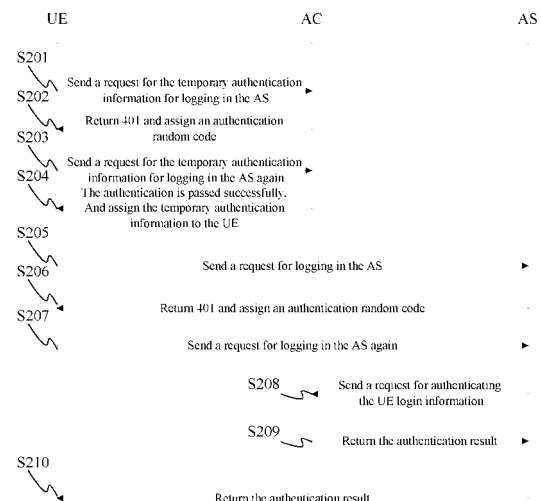 UE AC AS
S201
Send a request for the temporary authentication
information for logging in the AS
S202
Return 401 and assign an authentication
random code
S203
Send a request for the temporary authentication
information for logging in the AS again
S204
The authentication is passed successfully.
And assign the temporary authentication
information to the UE
S205
Send a request for logging in the AS
S206
Return 401 and assign an authentication random code
S207
Send a request for logging in the AS again
S208
Send a request for authenticating
the UE login information
S209
Return the authentication result
S210
Return the authentication result